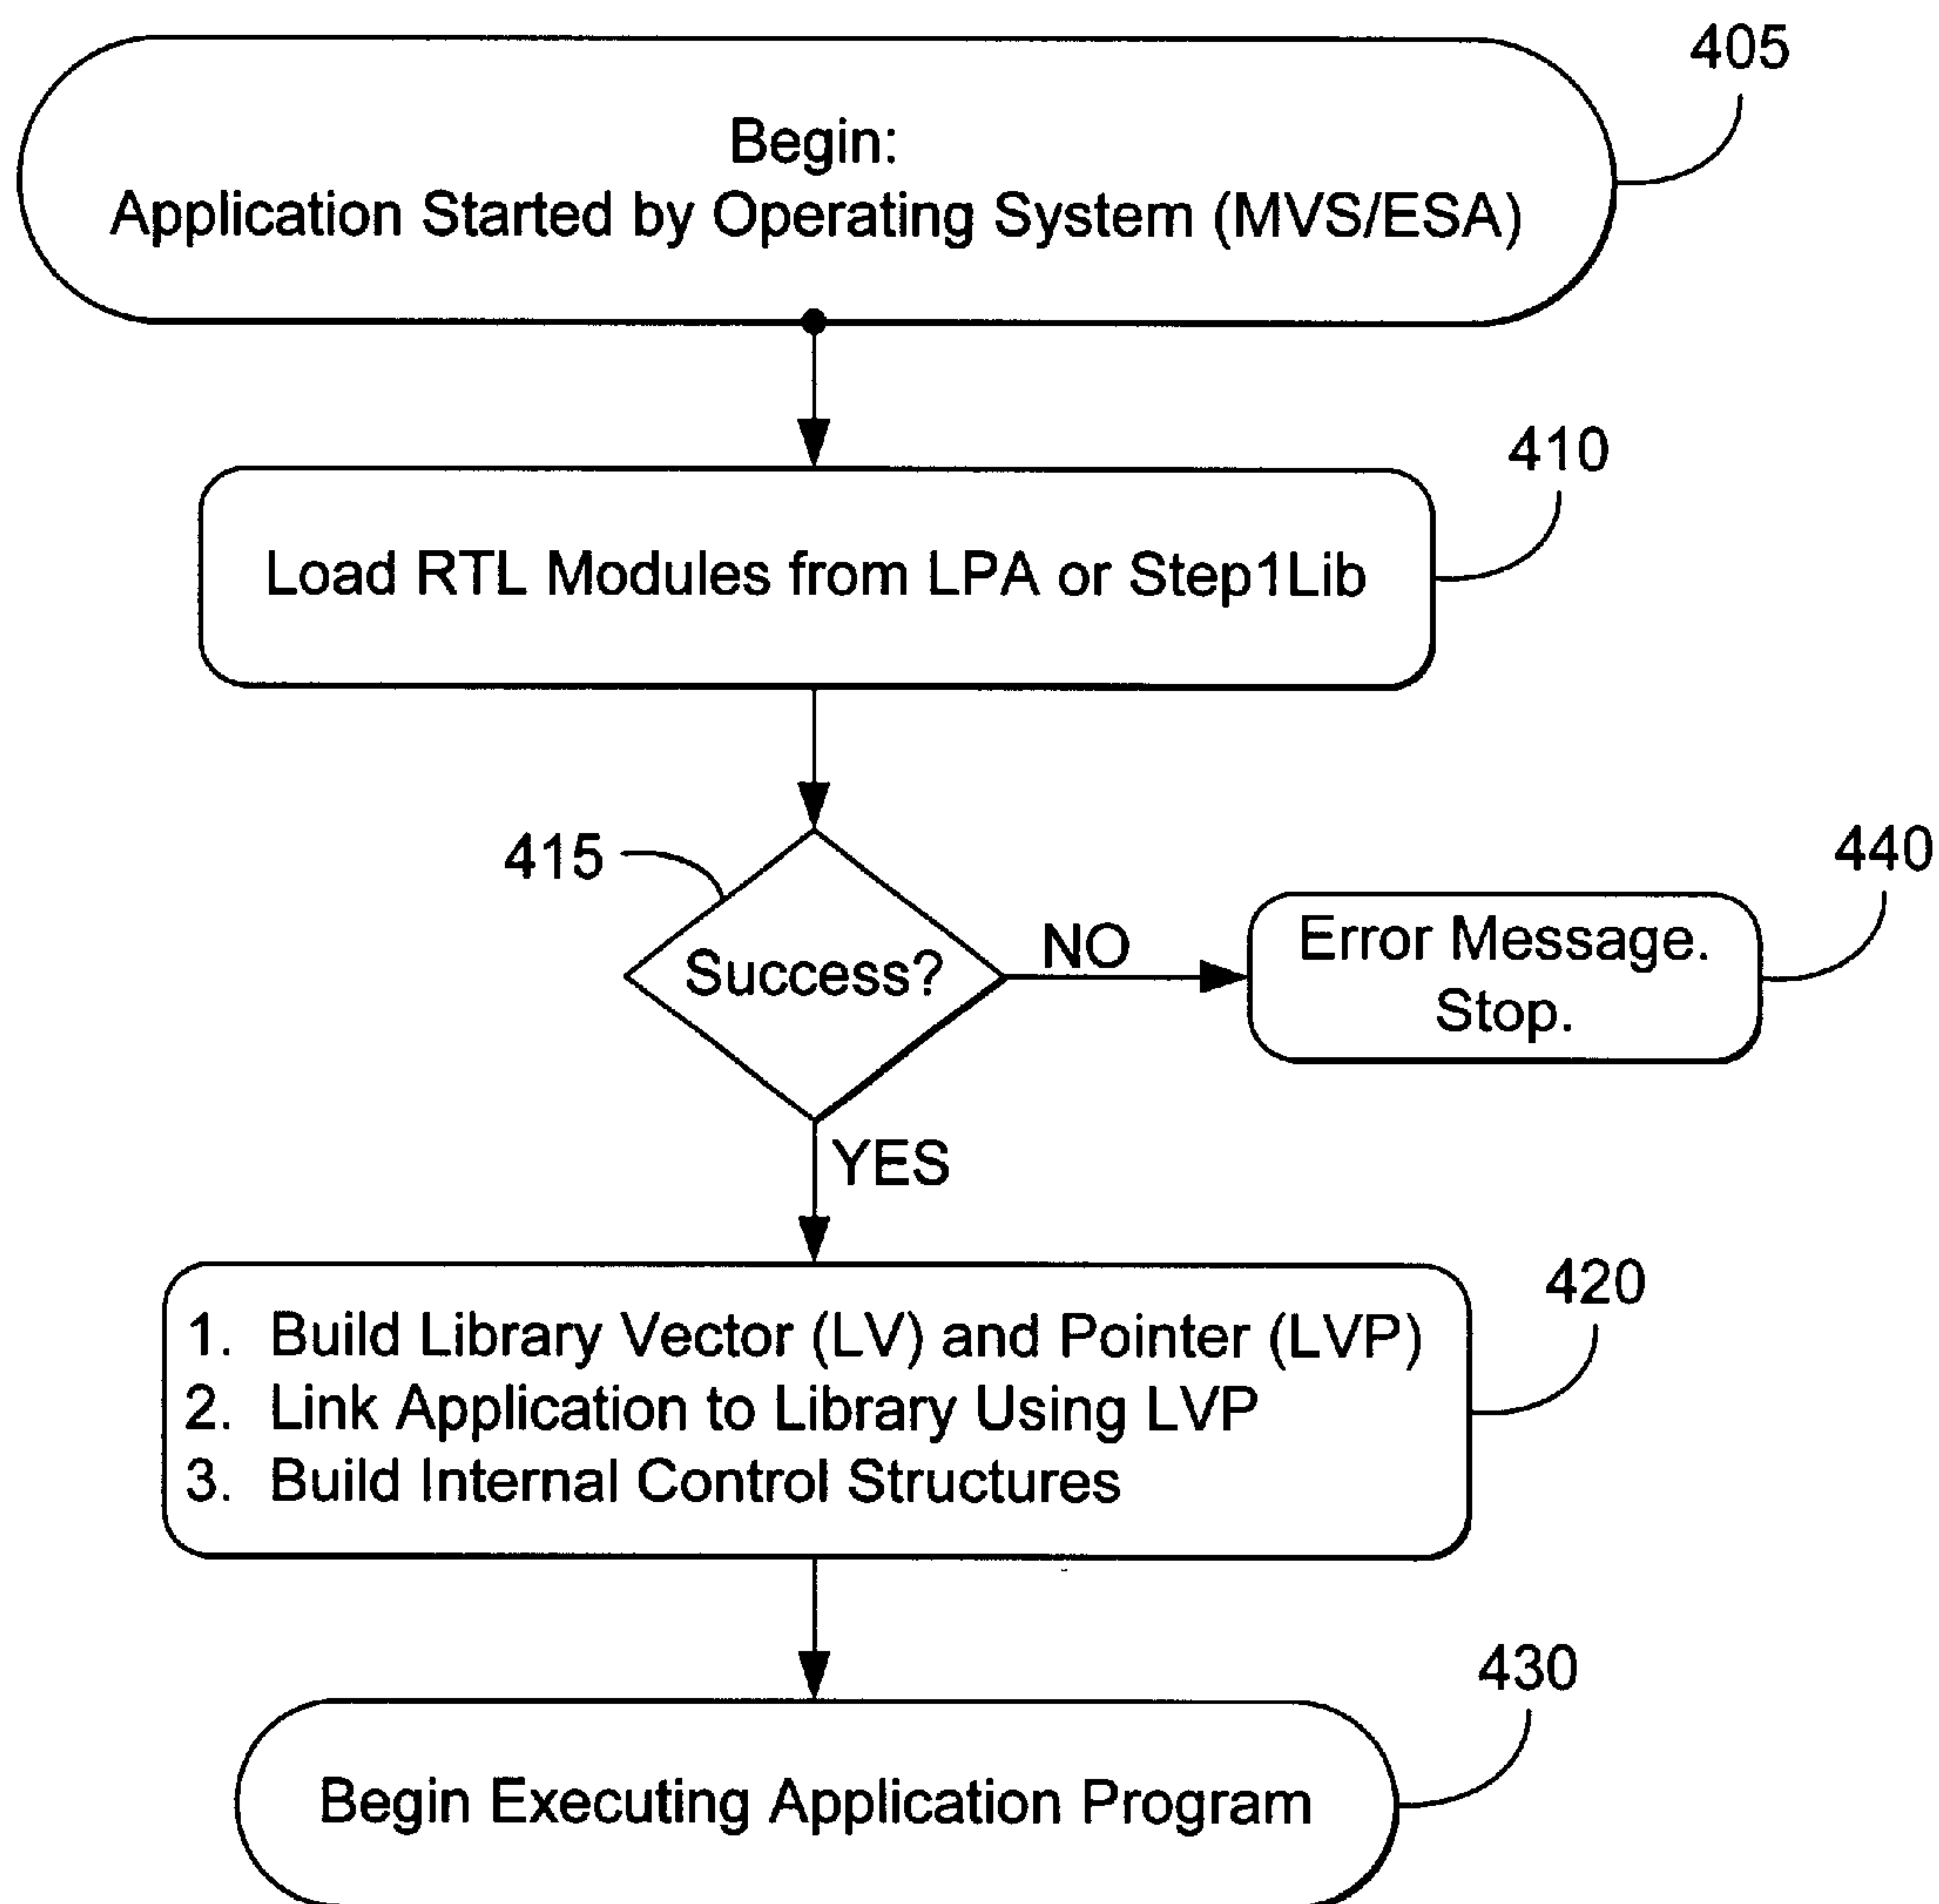 405
Begin:
Application Started by Operating System (MVS/ESA)
410
Load RTL Modules from LPA or Step1Lib
415
Success?
NO
440
Error Message.
Stop.
YES
420
1. Build Library Vector (LV) and Pointer (LVP)
2. Link Application to Library Using LVP
3. Build Internal Control Structures
430
Begin Executing Application Program